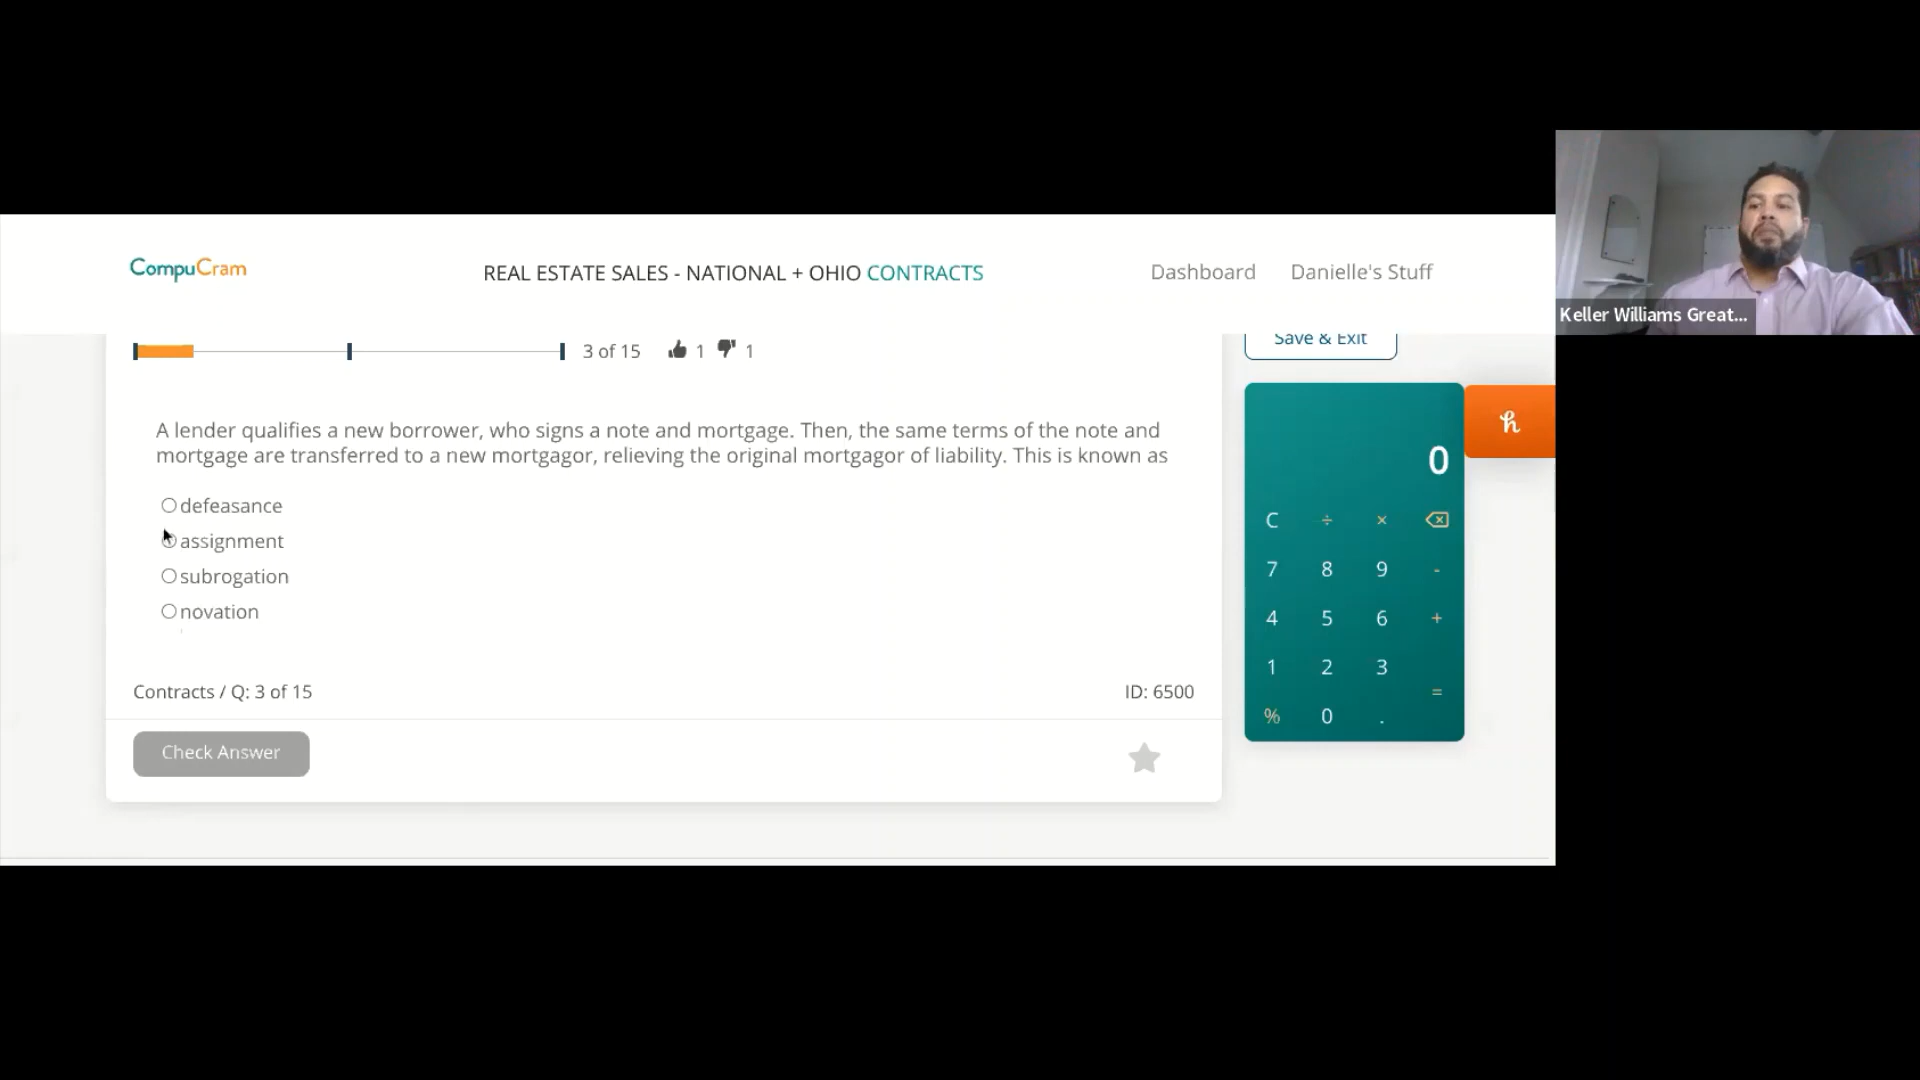 CompuCram
REAL ESTATE SALES - NATIONAL + OHIO CONTRACTS
Dashboard
Danielle's Stuff
Keller Williams Great...
3 of 15
1
1
Save & Exit
A lender qualifies a new borrower, who signs a note and mortgage. Then, the same terms of the note and
mortgage are transferred to a new mortgagor, relieving the original mortgagor of liability. This is known as
defeasance
assignment
subrogation
novation
Contracts / Q: 3 of 15
ID: 6500
Check Answer
h
0
C ÷ ×
7 8 9 -
4 5 6 +
1 2 3
=
% 0 .